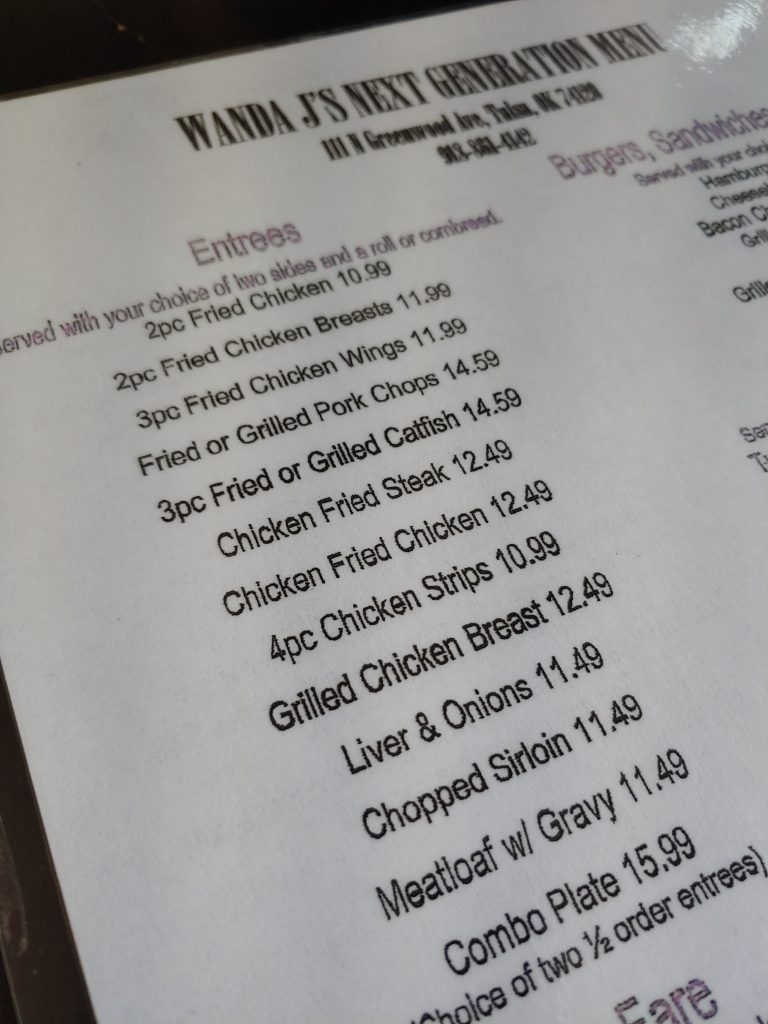 WANDA J'S NEXT GENERATION MENU
111 N Greenwood Ave, Tulsa, OK 74120
Entrees
served with your choice of two sides and a roll or cornbread.
2pc Fried Chicken 10.99
2pc Fried Chicken Breasts 11.99
3pc Fried Chicken Wings 11.99
Fried or Grilled Pork Chops 14.59
3pc Fried or Grilled Catfish 14.59
Chicken Fried Steak 12.49
Chicken Fried Chicken 12.49
4pc Chicken Strips 10.99
Grilled Chicken Breast 12.49
Liver & Onions 11.49
Chopped Sirloin 11.49
Meatloaf w/ Gravy 11.49
Combo Plate 15.99
(Choice of two ½ order entrees)
Fare
Burgers, Sandwiches
Served with your
Bacon